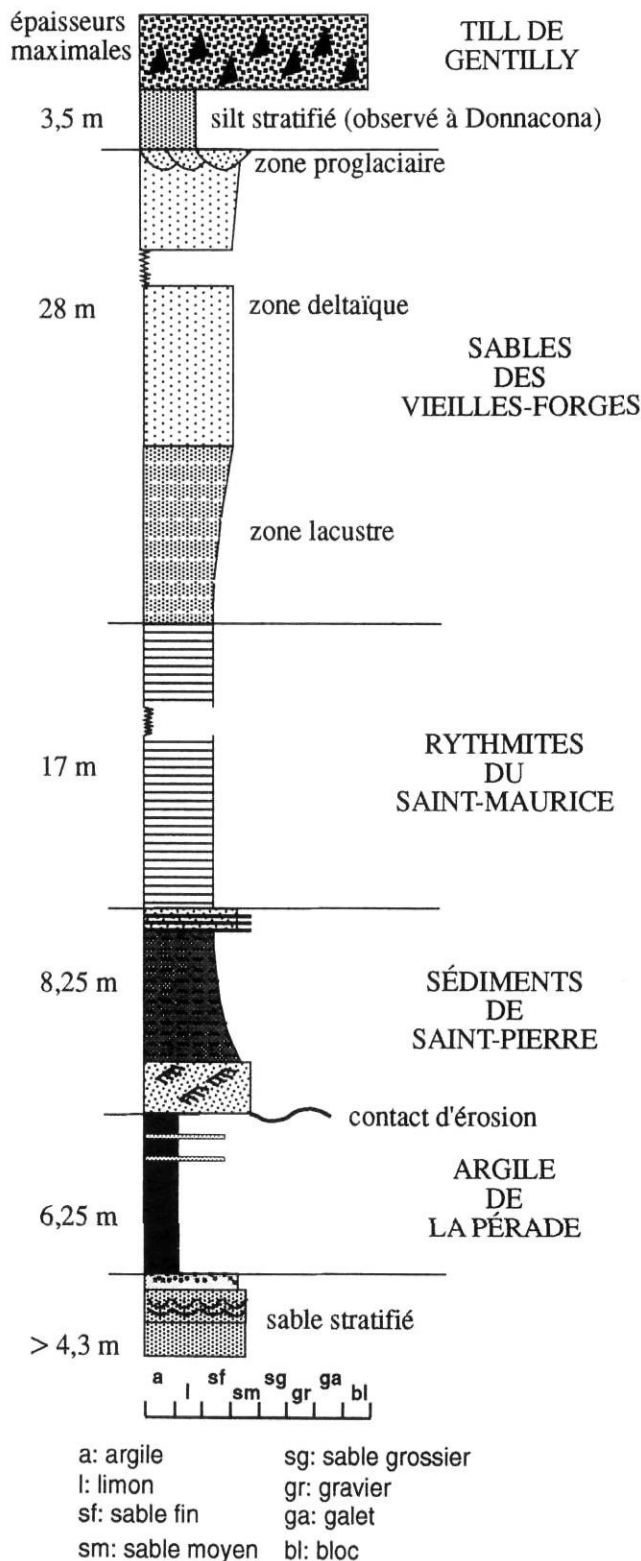 épaisseurs
maximales
TILL DE
GENTILLY
3,5 m
silt stratifié (observé à Donnacona)
zone proglaciaire
28 m
zone deltaïque
SABLES
DES
VIEILLES-FORGES
zone lacustre
17 m
RYTHMITES
DU
SAINT-MAURICE
8,25 m
SÉDIMENTS
DE
SAINT-PIERRE
contact d'érosion
6,25 m
ARGILE
DE
LA PÉRADE
sable stratifié
> 4,3 m
a l sf sm sg gr ga bl
a: argile
l: limon
sf: sable fin
sm: sable moyen
sg: sable grossier
gr: gravier
ga: galet
bl: bloc